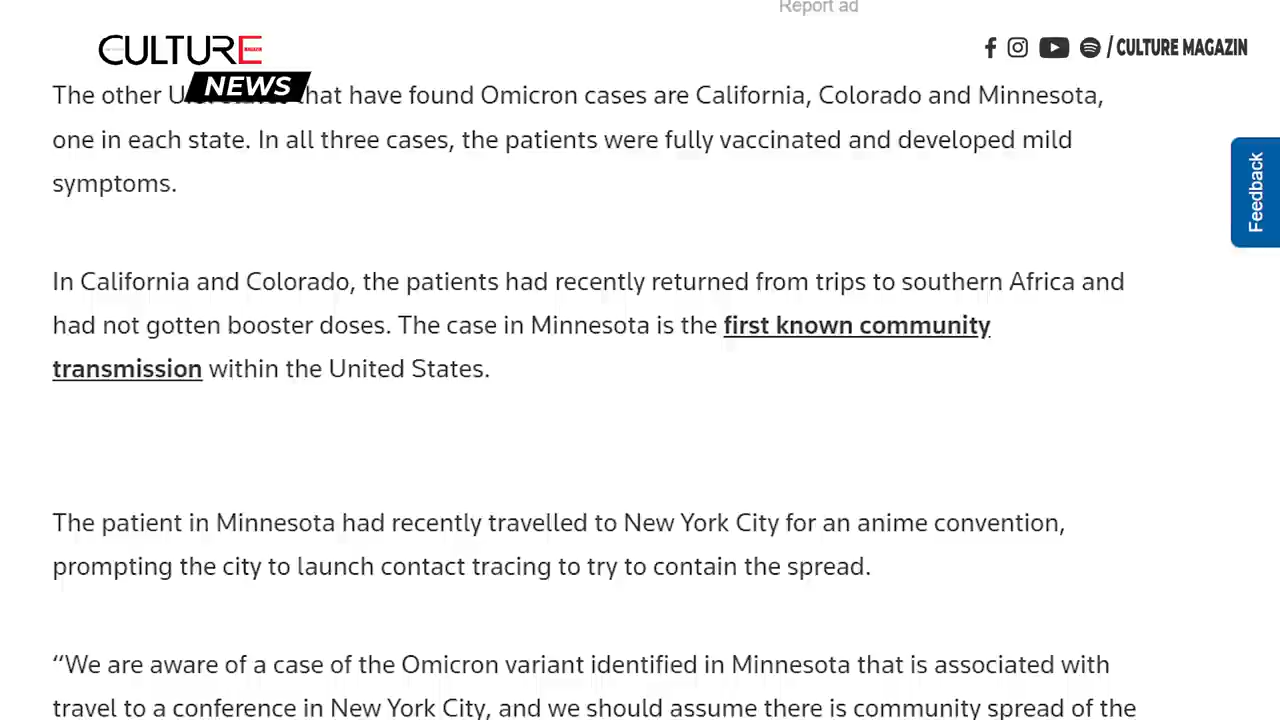 Report ad
CULTURE
NEWS
/ CULTURE MAGAZIN
The other that have found Omicron cases are California, Colorado and Minnesota,
one in each state. In all three cases, the patients were fully vaccinated and developed mild
symptoms.
Feedback
In California and Colorado, the patients had recently returned from trips to southern Africa and
had not gotten booster doses. The case in Minnesota is the first known community
transmission within the United States.
The patient in Minnesota had recently travelled to New York City for an anime convention,
prompting the city to launch contact tracing to try to contain the spread.
“We are aware of a case of the Omicron variant identified in Minnesota that is associated with
travel to a conference in New York City, and we should assume there is community spread of the